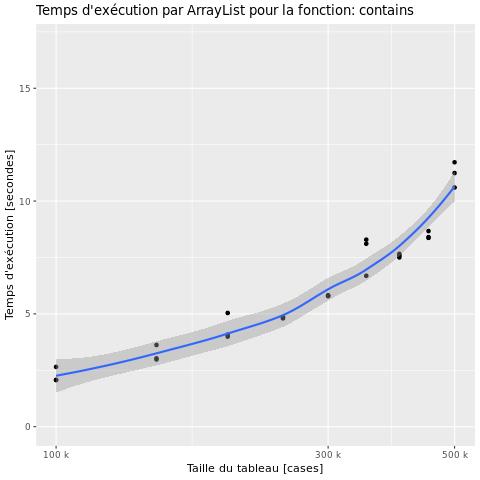 Temps d'exécution par ArrayList pour la fonction: contains
Temps d'exécution [secondes]
15
10
5
0
100 k
300 k
500 k
Taille du tableau [cases]